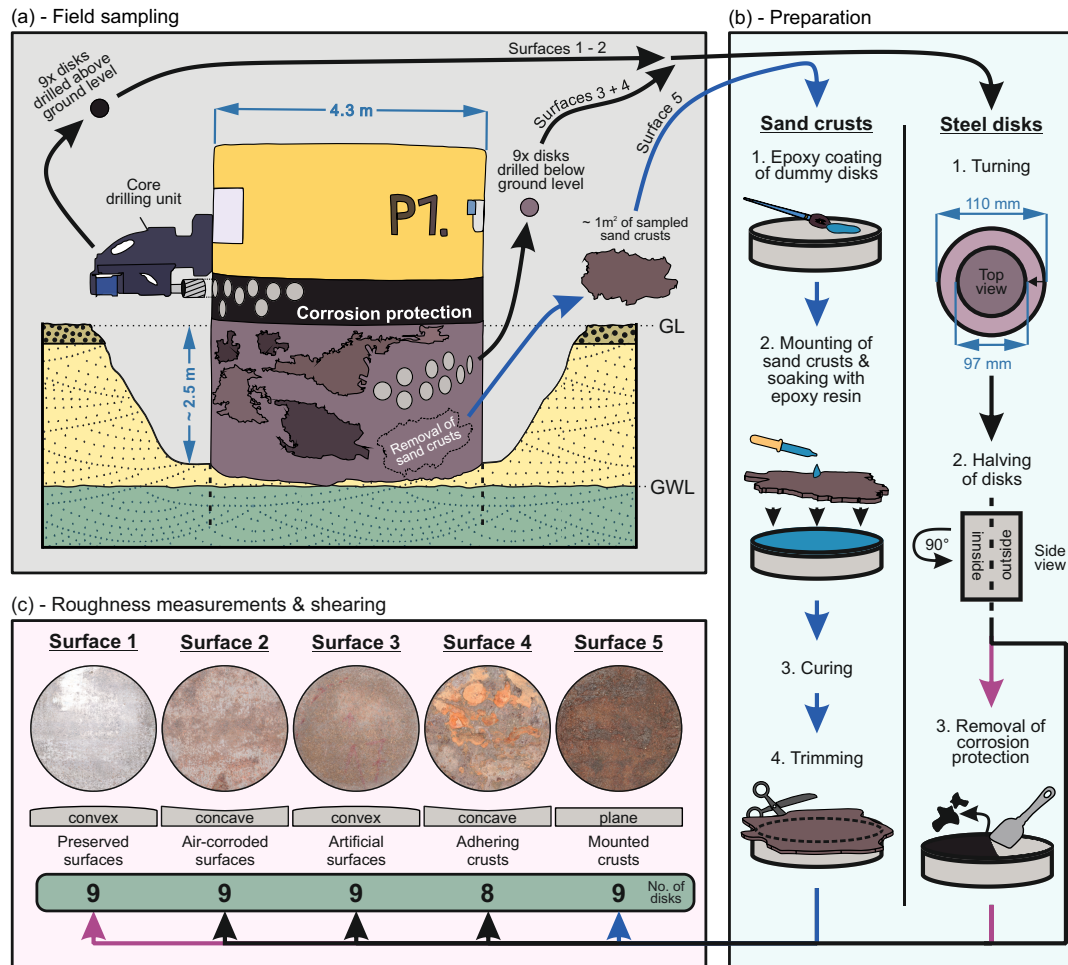 (a) - Field sampling
9x disks
drilled above
ground level
Surfaces 1 - 2
Surfaces 3 + 4
Surface 5
4.3 m
Core
drilling unit
P1.
9x disks
drilled below
ground level
~ 1m² of sampled
sand crusts
Corrosion protection
GL
~ 2.5 m
Removal of
sand crusts
GWL
(b) - Preparation
Sand crusts
1. Epoxy coating
of dummy disks
2. Mounting of
sand crusts &
soaking with
epoxy resin
3. Curing
4. Trimming
Steel disks
1. Turning
110 mm
Top
view
97 mm
2. Halving
of disks
90°
innside
outside
Side
view
3. Removal of
corrosion
protection
(c) - Roughness measurements & shearing
Surface 1
Surface 2
Surface 3
Surface 4
Surface 5
convex
concave
convex
concave
plane
Preserved
surfaces
Air-corroded
surfaces
Artificial
surfaces
Adhering
crusts
Mounted
crusts
9
9
9
8
9
No. of
disks